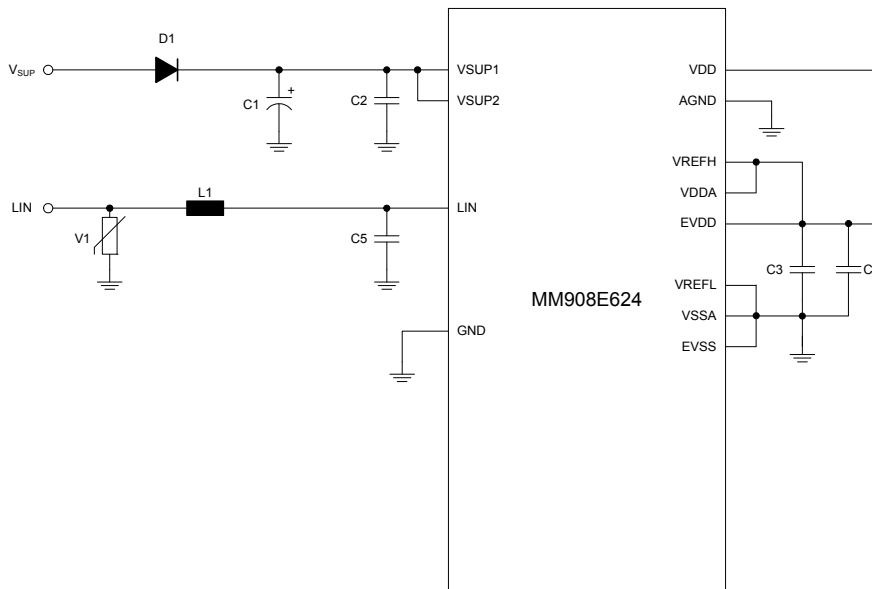 D1
VSUP
VSUP1
VDD
C1
+
C2
VSUP2
AGND
VREFH
VDDA
LIN
L1
LIN
EVDD
V1
C5
C3
C
VREFL
MM908E624
VSSA
GND
EVSS